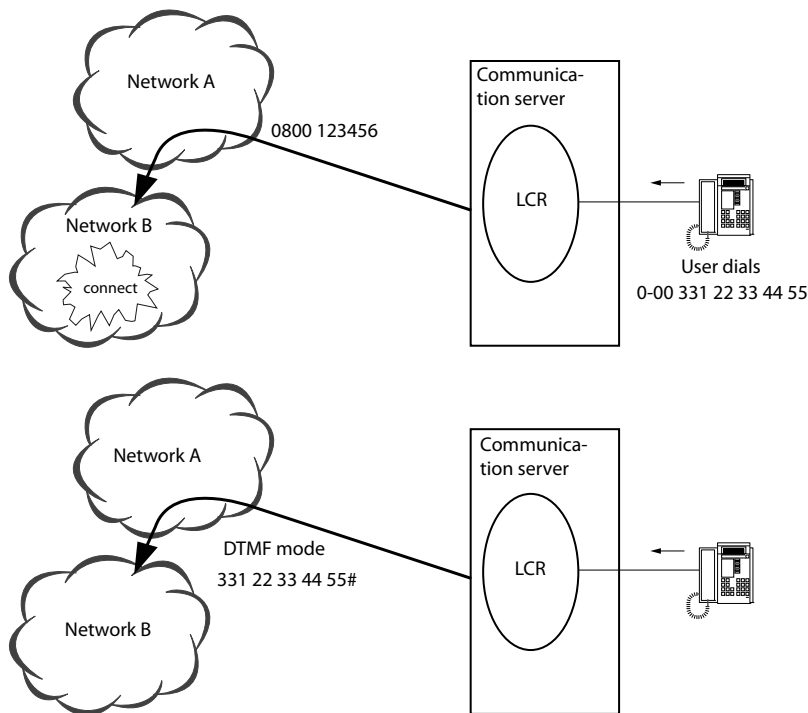 Network A
Communica-
tion server
0800 123456
LCR
Network B
connect
User dials
0-00 331 22 33 44 55
Network A
Communica-
tion server
DTMF mode
331 22 33 44 55#
LCR
Network B